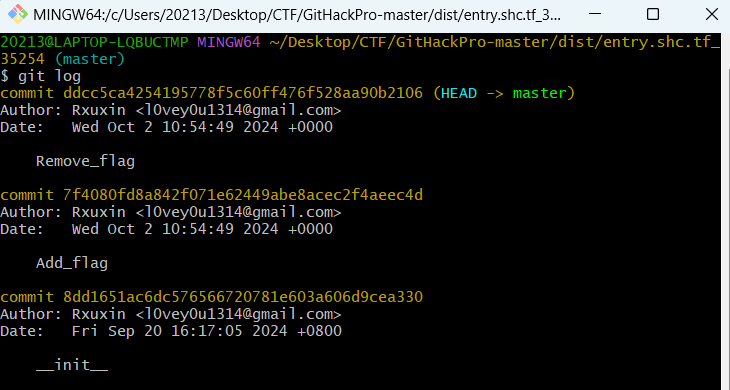 MINGW64:/c/Users/20213/Desktop/CTF/GitHackPro-master/dist/entry.shc.tf_3...
20213@LAPTOP-LQBUCTMP MINGW64 ~/Desktop/CTF/GitHackPro-master/dist/entry.shc.tf_
35254 (master)
$ git log
commit ddcc5ca4254195778f5c60ff476f528aa90b2106 (HEAD -> master)
Author: Rxuxin <l0vey0u1314@gmail.com>
Date:   Wed Oct 2 10:54:49 2024 +0000
    Remove_flag
commit 7f4080fd8a842f071e62449abe8acec2f4aeec4d
Author: Rxuxin <l0vey0u1314@gmail.com>
Date:   Wed Oct 2 10:54:49 2024 +0000
    Add_flag
commit 8dd1651ac6dc576566720781e603a606d9cea330
Author: Rxuxin <l0vey0u1314@gmail.com>
Date:   Fri Sep 20 16:17:05 2024 +0800
    __init__